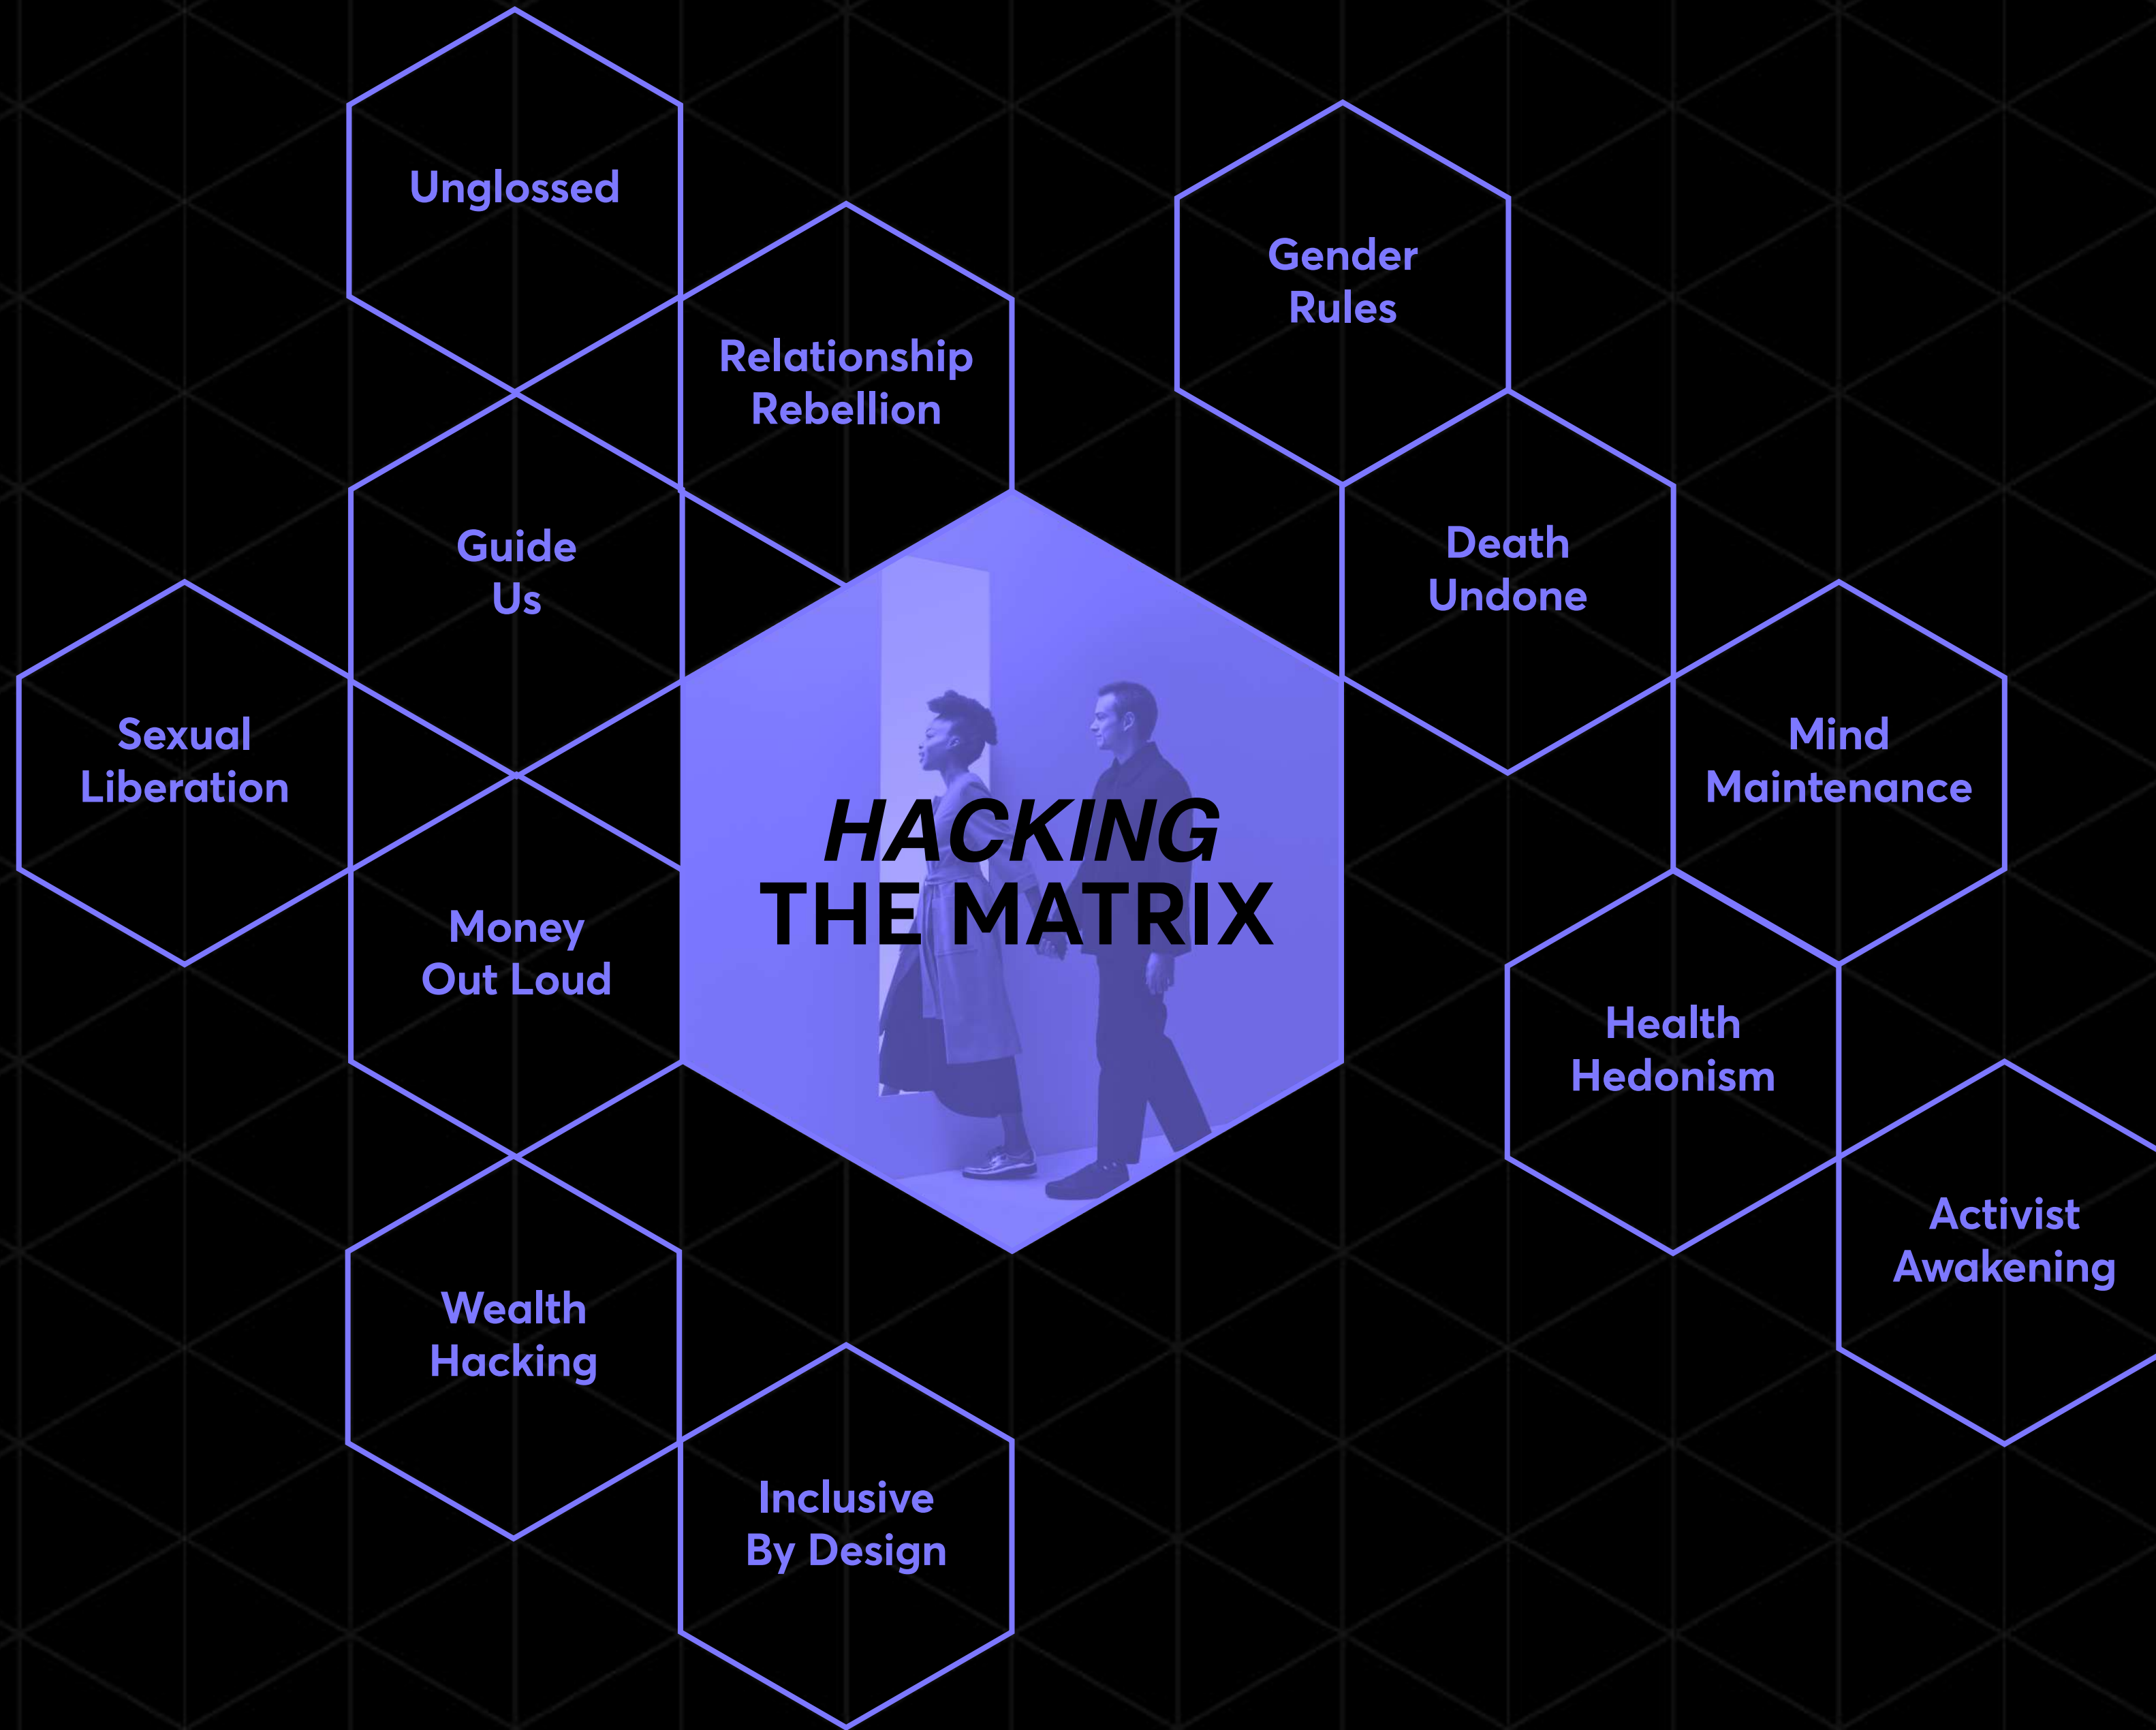 Unglossed
Gender
Rules
Relationship
Rebellion
Guide
Us
Death
Undone
Sexual
Liberation
Mind
Maintenance
HACKING
THE MATRIX
Money
Out Loud
Health
Hedonism
Activist
Awakening
Wealth
Hacking
Inclusive
By Design